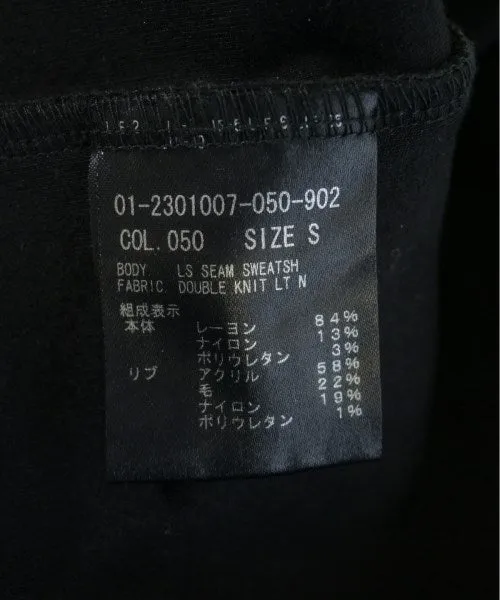 01-2301007-050-902
COL. 050 SIZE S
BODY LS SEAM SWEATSH
FABRIC DOUBLE KNIT LT N
組成表示
本体 レーヨン 84%
ナイロン 13%
ポリウレタン 3%
リブ アクリル 58%
毛 22%
ナイロン 19%
ポリウレタン 1%